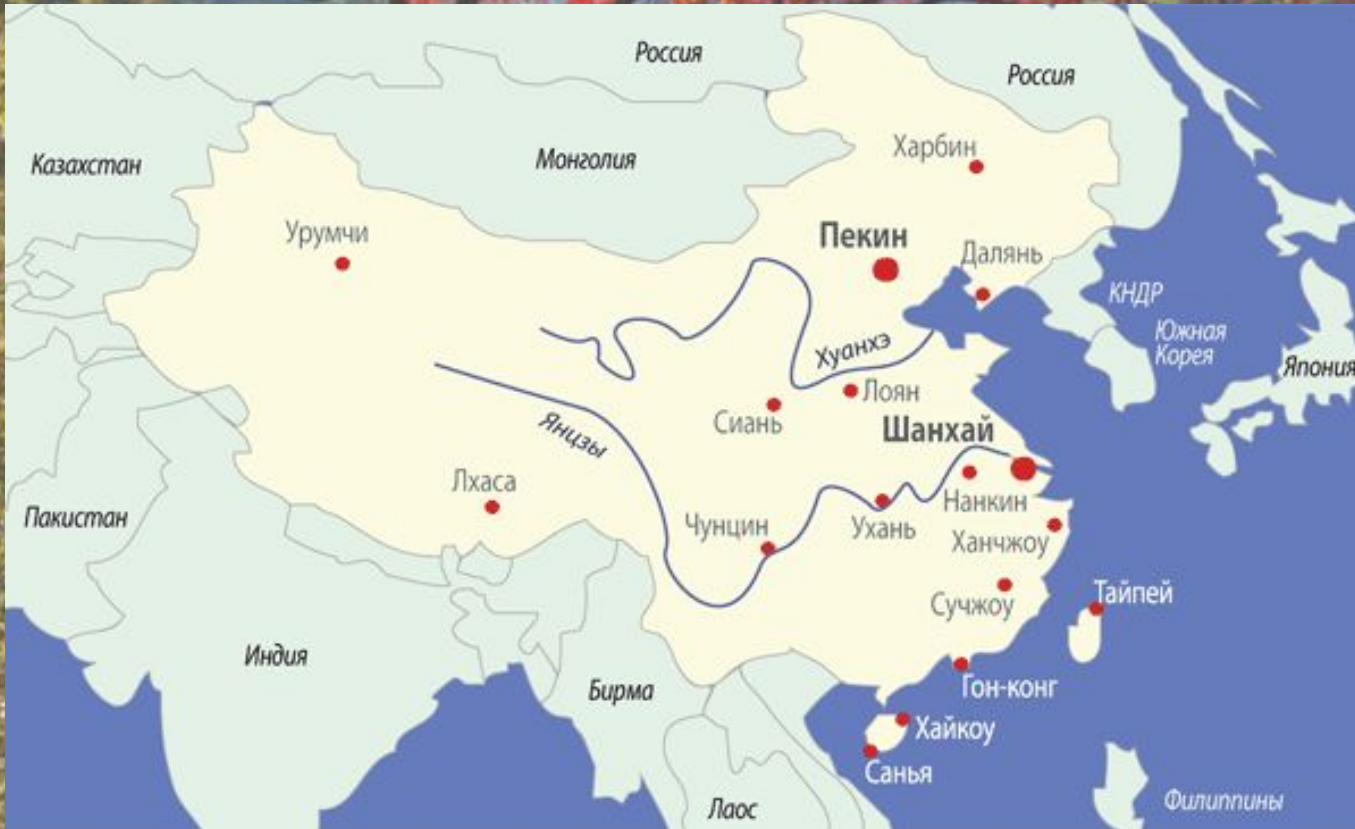 Россия
Россия
Казахстан
Монголия
Харбин
Урумчи
Пекин
Далянь
КНДР
Южная
Корея
Япония
Хуанхэ
Лоян
Сиань
Шанхай
Янцзы
Лхаса
Нанкин
Пакистан
Чунцин
Ухань
Ханчжоу
Сучжоу
Тайпей
Индия
Бирма
Гон-конг
Хайкоу
Санья
Лаос
Филиппины